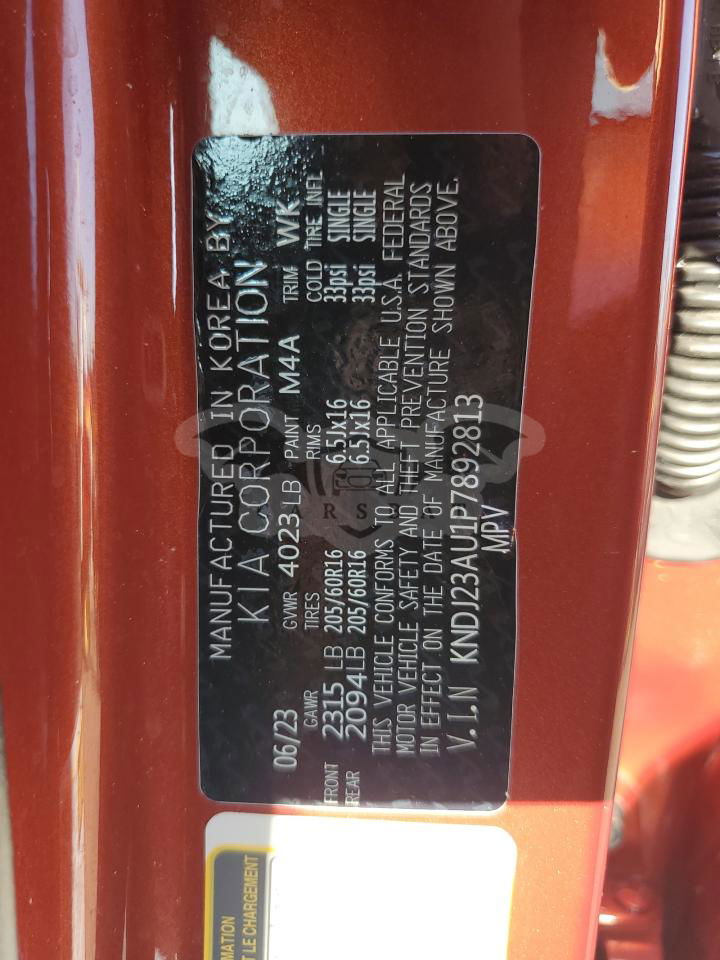 MANUFACTURED IN KOREA BY
KIA CORPORATION
06/23 GVWR 4023 LB PAINT M4A TRIM WK
GAWR TIRES RIMS COLD TIRE INFL
FRONT 2315 LB 205/60R16 6.5Jx16 33psi SINGLE
REAR 2094 LB 205/60R16 6.5Jx16 33psi SINGLE
THIS VEHICLE CONFORMS TO ALL APPLICABLE U.S.A. FEDERAL
MOTOR VEHICLE SAFETY AND THEFT PREVENTION STANDARDS
IN EFFECT ON THE DATE OF MANUFACTURE SHOWN ABOVE.
V.I.N KNDJ23AU1P7892813
MPV
MATION
T LE CHARGEMENT